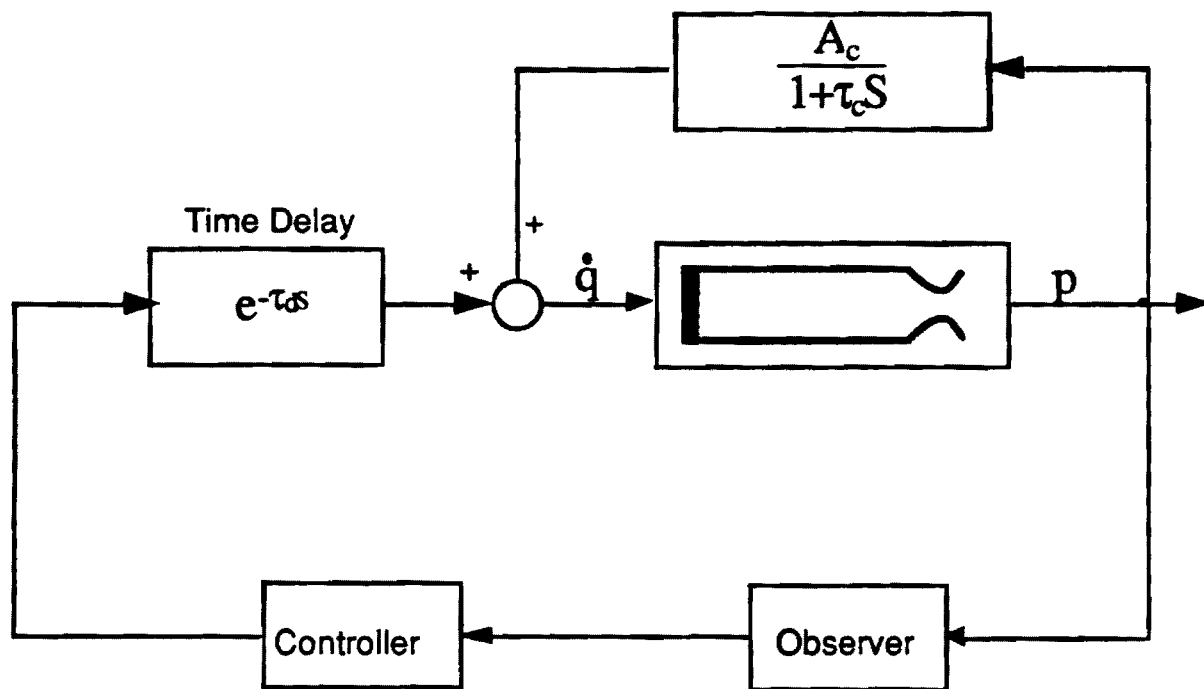 A_c
1+τ_cS
Time Delay
+
+
e^{-τ_ds}
q̇
p
Controller
Observer